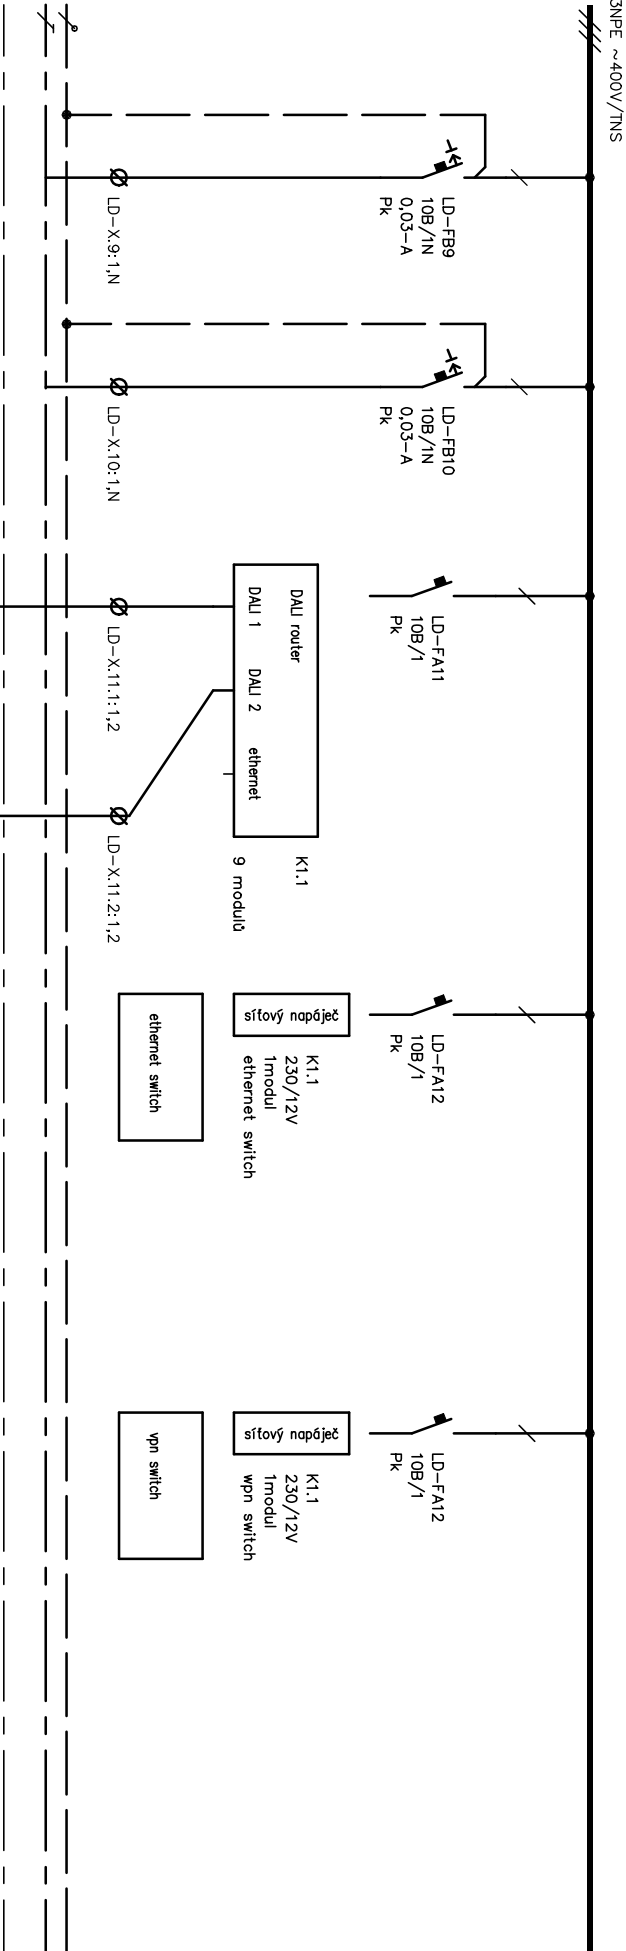 3NPE ~400V/TNS
LD-FB9
10B/1N
0,03-A
Pk
LD-X.9:1,N
LD-FB10
10B/1N
0,03-A
Pk
LD-X.10:1,N
LD-FA11
10B/1
Pk
DALI router
DALI 1
DALI 2
ethernet
K1.1
9 modulů
LD-X.11.1:1,2
LD-X.11.2:1,2
LD-FA12
10B/1
Pk
síťový napáječ
K1.1
230/12V
1modul
ethernet switch
ethernet switch
LD-FA12
10B/1
Pk
síťový napáječ
K1.1
230/12V
1modul
wpn switch
vpn switch